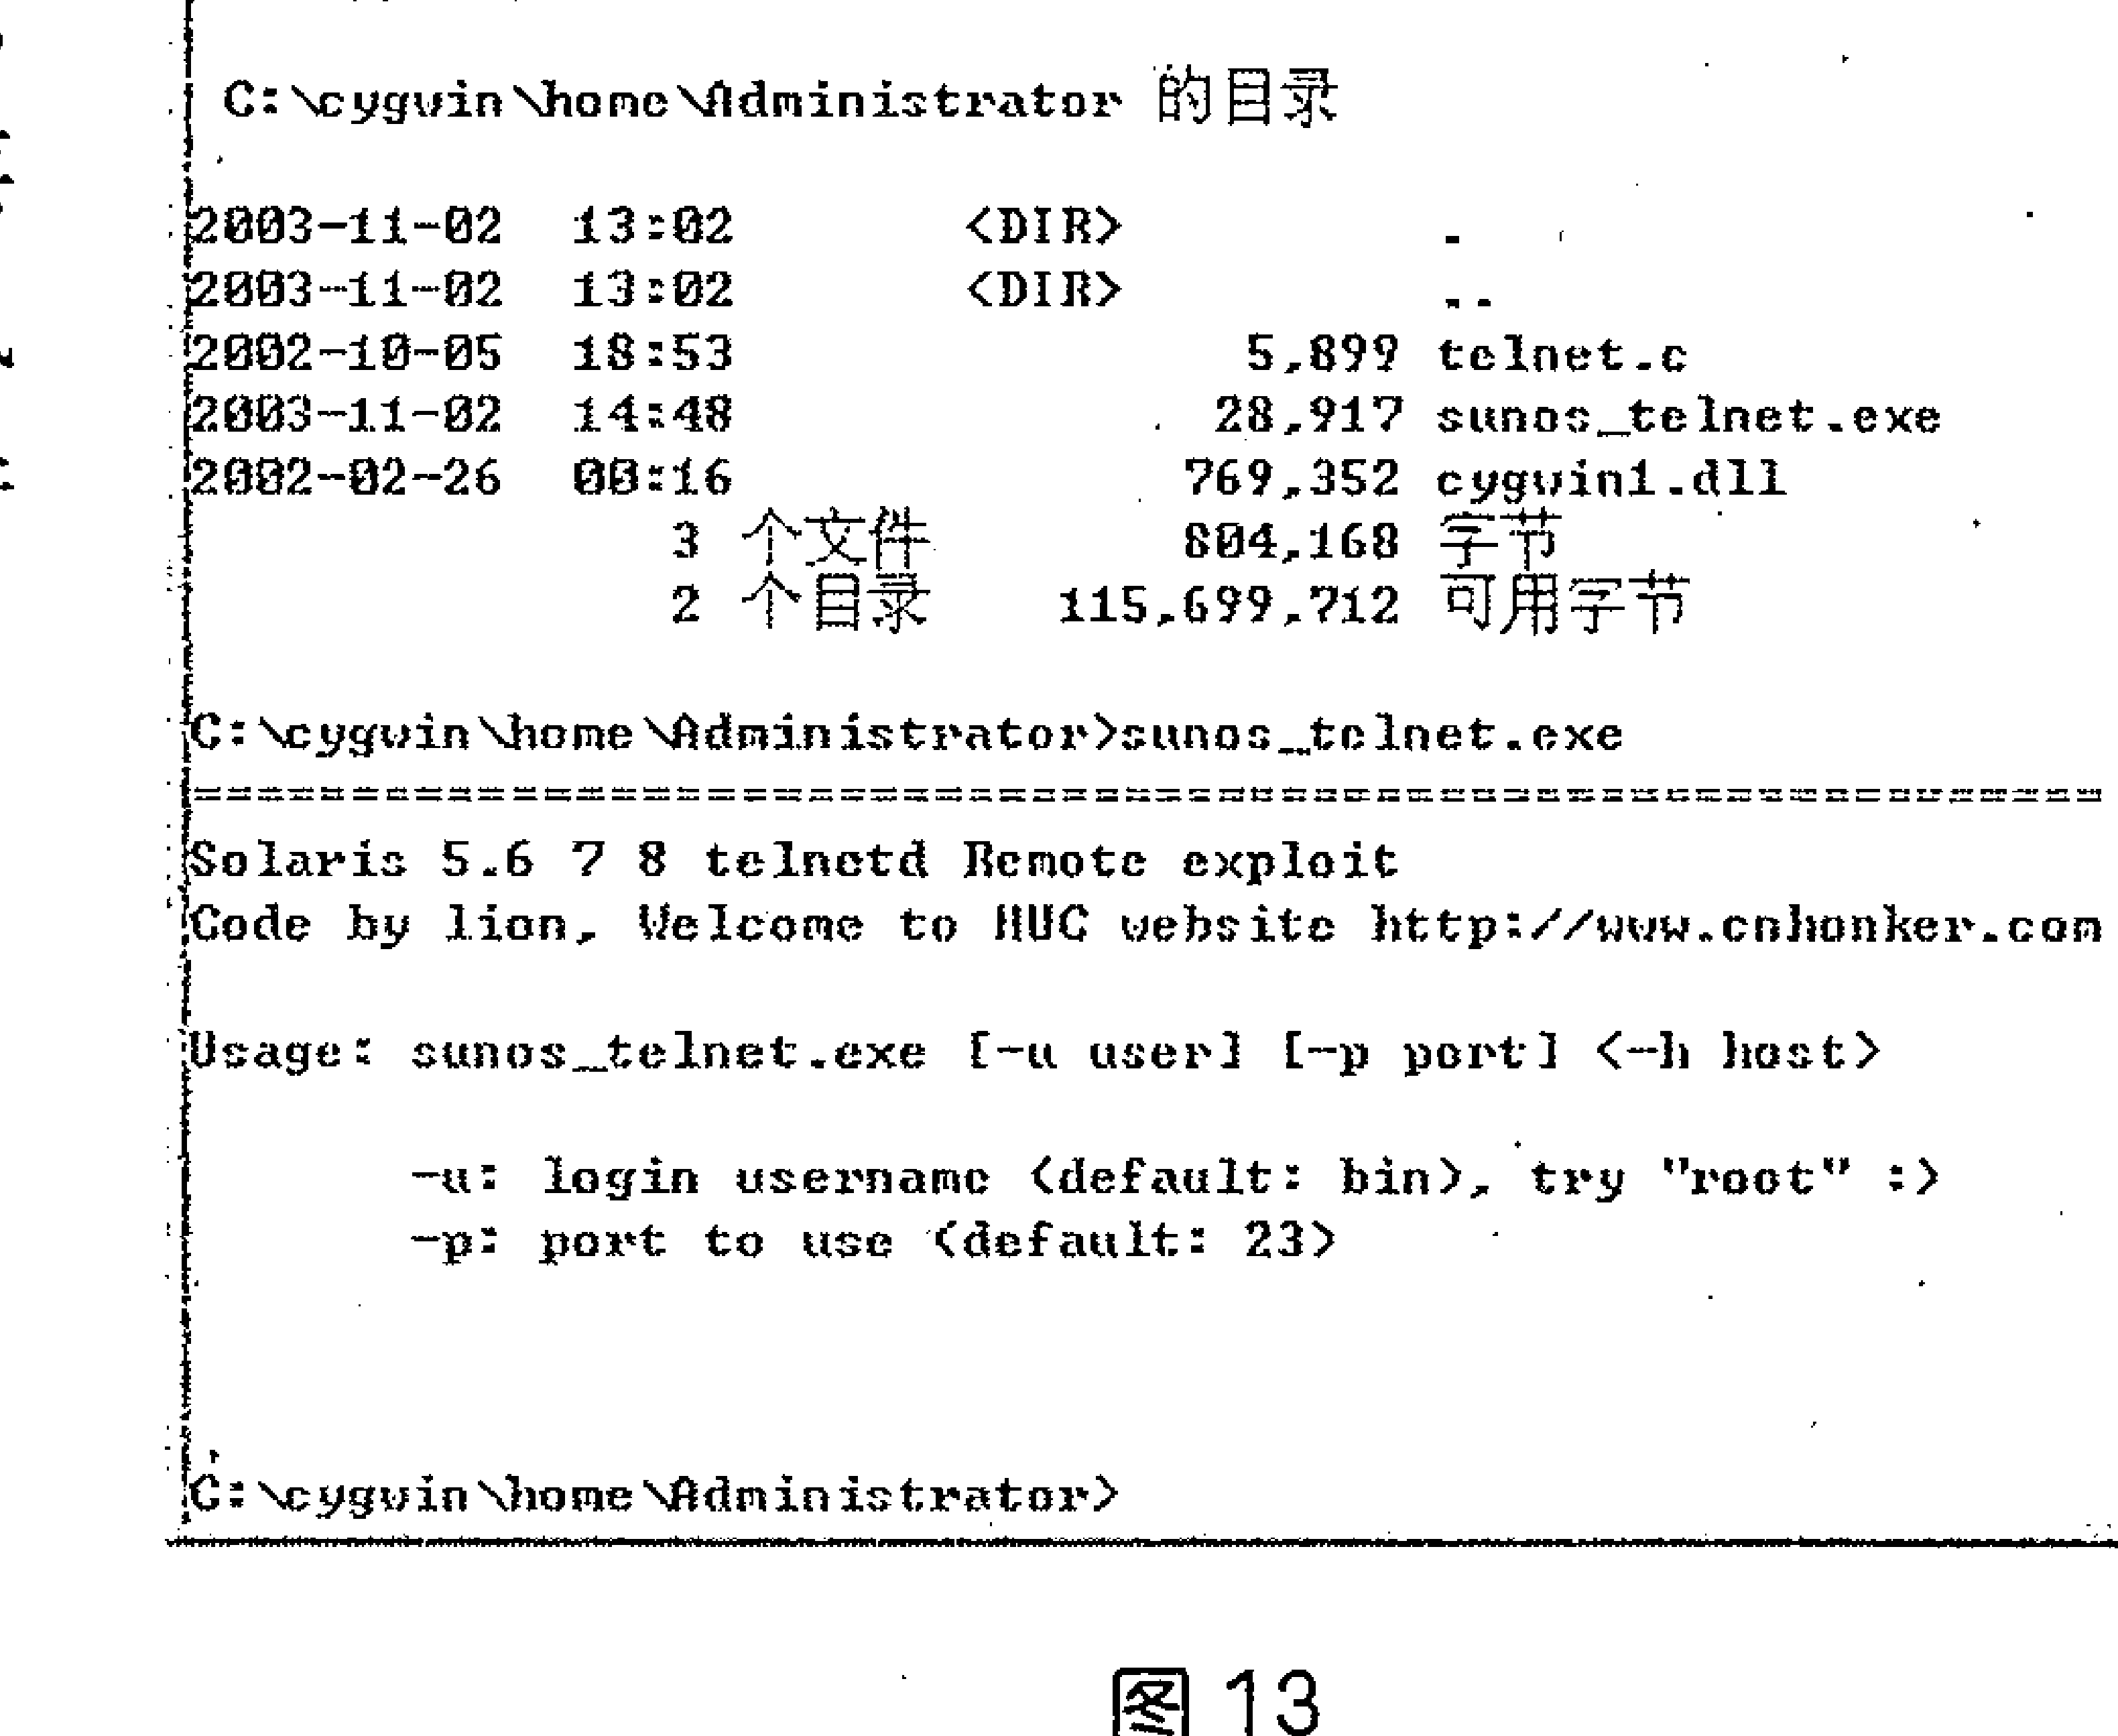 C:\cygwin\home\Administrator 的目录
2003-11-02 13:02 <DIR> .
2003-11-02 13:02 <DIR> ..
2002-10-05 18:53 5,899 telnet.c
2003-11-02 14:48 28,917 sunos_telnet.exe
2002-02-26 00:16 769,352 cygwin1.dll
3 个文件 804,168 字节
2 个目录 115,699,712 可用字节
C:\cygwin\home\Administrator>sunos_telnet.exe
============================================================
Solaris 5.6 7 8 telnetd Remote exploit
Code by lion, Welcome to HUC website http://www.cnhonker.com
Usage: sunos_telnet.exe [-u user] [-p port] <-h host>
-u: login username (default: bin), try "root" :)
-p: port to use (default: 23)
C:\cygwin\home\Administrator>
图 13